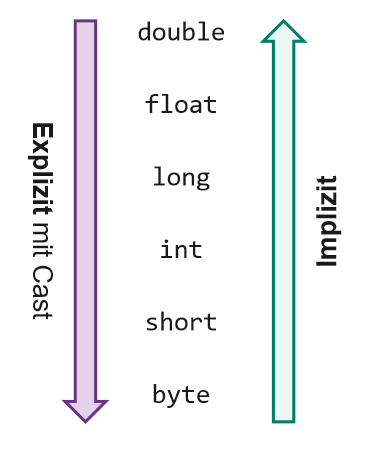 double
float
long
int
short
byte
Explizit mit Cast
Implizit